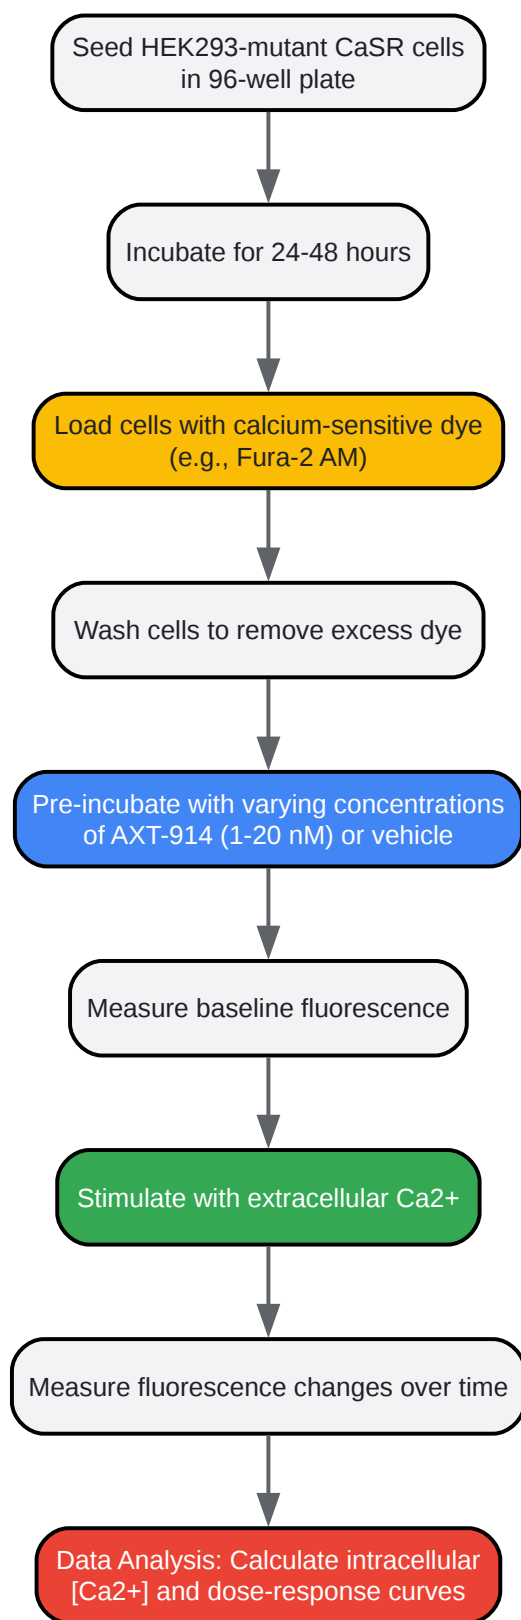 Seed HEK293-mutant CaSR cells
in 96-well plate
Incubate for 24-48 hours
Load cells with calcium-sensitive dye
(e.g., Fura-2 AM)
Wash cells to remove excess dye
Pre-incubate with varying concentrations
of AXT-914 (1-20 nM) or vehicle
Measure baseline fluorescence
Stimulate with extracellular Ca2+
Measure fluorescence changes over time
Data Analysis: Calculate intracellular
[Ca2+] and dose-response curves